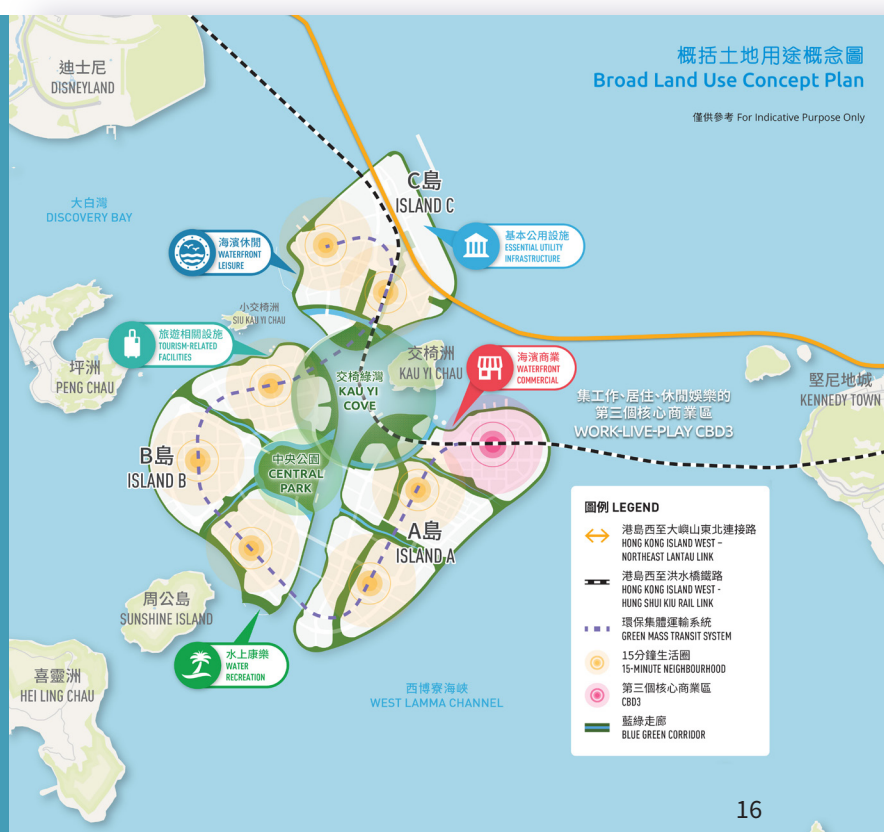 概括土地用途概念圖
Broad Land Use Concept Plan
僅供參考 For Indicative Purpose Only
迪士尼
DISNEYLAND
大白灣
DISCOVERY BAY
C島
ISLAND C
海濱休閒
WATERFRONT
LEISURE
基本公用設施
ESSENTIAL UTILITY
INFRASTRUCTURE
小交椅洲
SIU KAU YI CHAU
旅遊相關設施
TOURISM-RELATED
FACILITIES
坪洲
PENG CHAU
交椅綠灣
KAU YI
COVE
交椅洲
KAU YI CHAU
海濱商業
WATERFRONT
COMMERCIAL
堅尼地城
KENNEDY TOWN
集工作、居住、休閒娛樂的
第三個核心商業區
WORK-LIVE-PLAY CBD3
B島
ISLAND B
中央公園
CENTRAL
PARK
A島
ISLAND A
周公島
SUNSHINE ISLAND
水上康樂
WATER
RECREATION
喜靈洲
HEI LING CHAU
西博寮海峽
WEST LAMMA CHANNEL
圖例 LEGEND
港島西至大嶼山東北連接路
HONG KONG ISLAND WEST –
NORTHEAST LANTAU LINK
港島西至洪水橋鐵路
HONG KONG ISLAND WEST -
HUNG SHUI KIU RAIL LINK
環保集體運輸系統
GREEN MASS TRANSIT SYSTEM
15分鐘生活圈
15-MINUTE NEIGHBOURHOOD
第三個核心商業區
CBD3
藍綠走廊
BLUE GREEN CORRIDOR
16